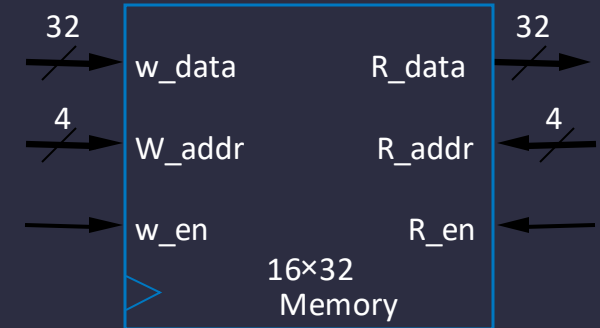 32 32
w_data R_data
4 4
W_addr R_addr
w_en R_en
16×32
Memory